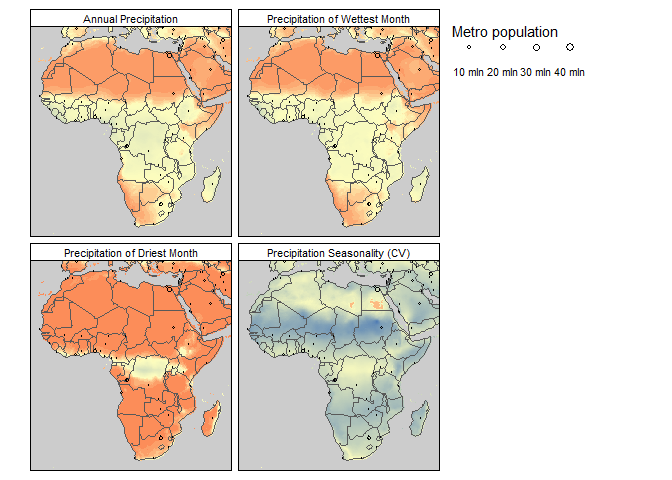 Annual Precipitation
Precipitation of Wettest Month
Metro population
10 mln 20 mln 30 mln 40 mln
Precipitation of Driest Month
Precipitation Seasonality (CV)